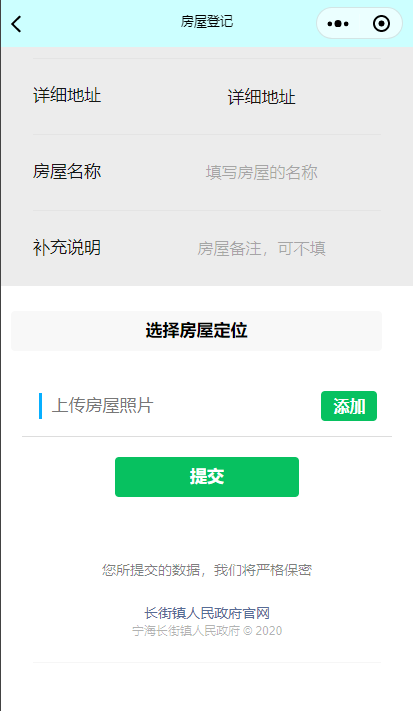 房屋登记
详细地址 详细地址
房屋名称 填写房屋的名称
补充说明 房屋备注，可不填
选择房屋定位
上传房屋照片 添加
提交
您所提交的数据，我们将严格保密
长街镇人民政府官网
宁海长街镇人民政府 © 2020